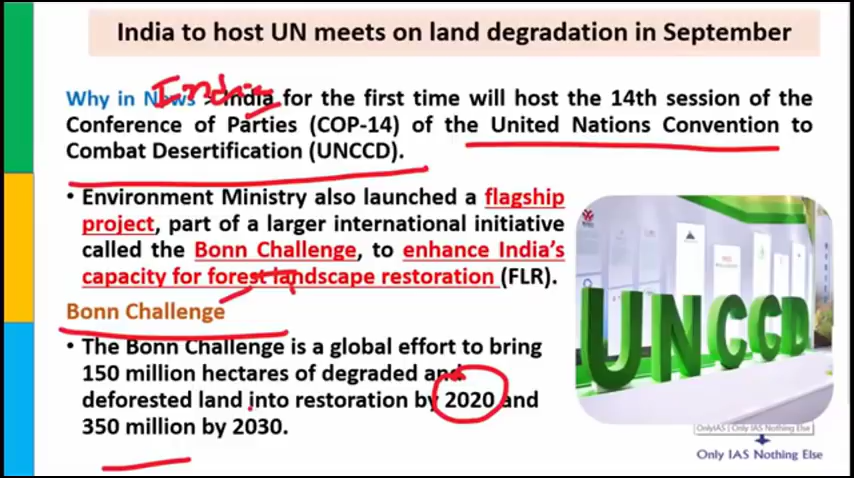 India to host UN meets on land degradation in September
India
Why in News > India for the first time will host the 14th session of the
Conference of Parties (COP-14) of the United Nations Convention to
Combat Desertification (UNCCD).
• Environment Ministry also launched a flagship
project, part of a larger international initiative
called the Bonn Challenge, to enhance India's
capacity for forest landscape restoration (FLR).
Bonn Challenge
• The Bonn Challenge is a global effort to bring
150 million hectares of degraded and
deforested land into restoration by 2020 and
350 million by 2030.
UNCCD
OnlyIAS | Only IAS Nothing Else
Only IAS Nothing Else